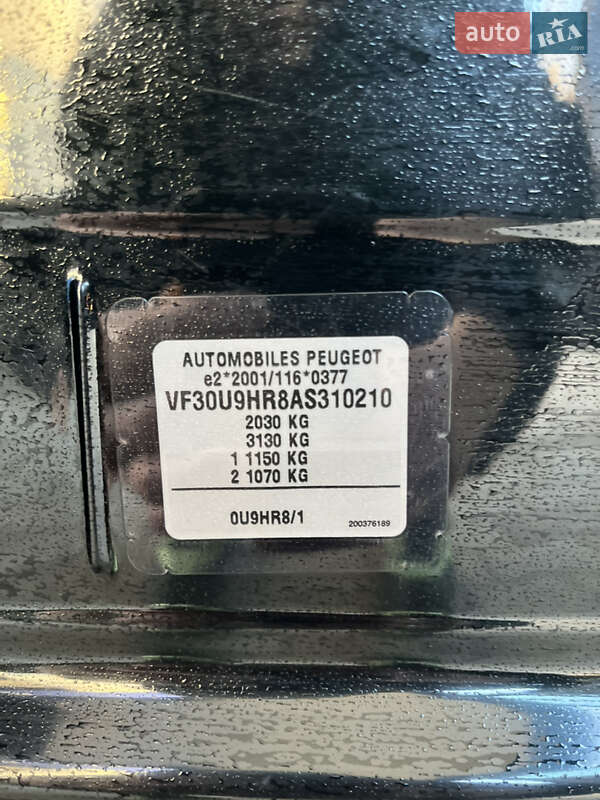 auto RIA .com
AUTOMOBILES PEUGEOT
e2*2001/116*0377
VF30U9HR8AS310210
2030 KG
3130 KG
1 1150 KG
2 1070 KG
0U9HR8/1
200376189